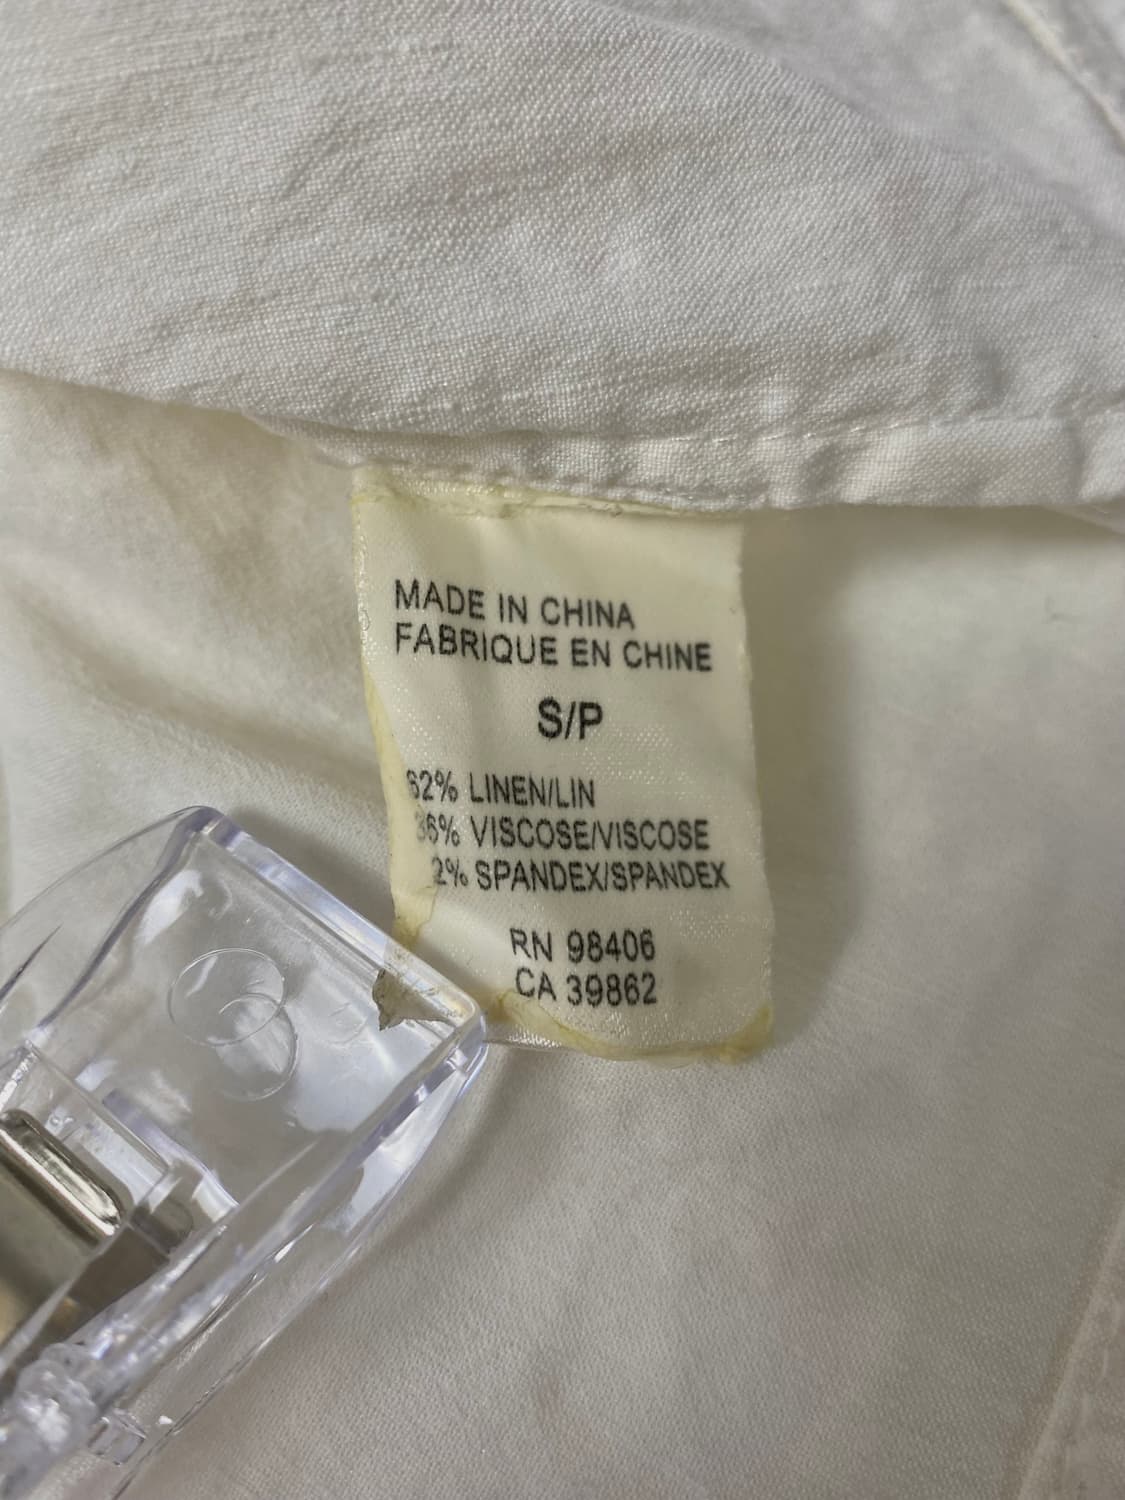 MADE IN CHINA
FABRIQUE EN CHINE
S/P
62% LINEN/LIN
36% VISCOSE/VISCOSE
2% SPANDEX/SPANDEX
RN 98406
CA 39862